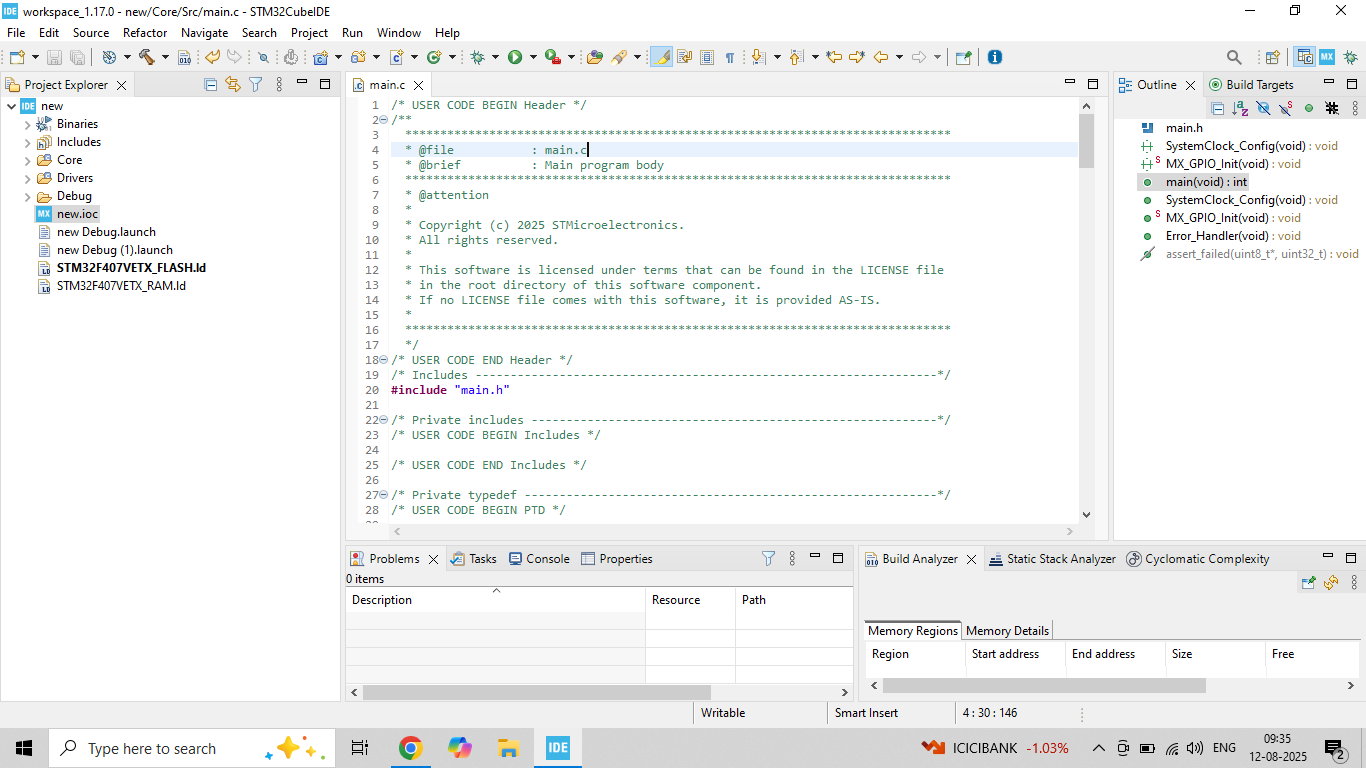 workspace_1.17.0 - new/Core/Src/main.c - STM32CubeIDE
File Edit Source Refactor Navigate Search Project Run Window Help
Project Explorer
new
Binaries
Includes
Core
Drivers
Debug
new.ioc
new Debug.launch
new Debug (1).launch
STM32F407VETX_FLASH.ld
STM32F407VETX_RAM.ld
main.c
1 /* USER CODE BEGIN Header */
2 /**
3 ******************************************************************************
4 * @file : main.c
5 * @brief : Main program body
6 ******************************************************************************
7 * @attention
8 *
9 * Copyright (c) 2025 STMicroelectronics.
10 * All rights reserved.
11 *
12 * This software is licensed under terms that can be found in the LICENSE file
13 * in the root directory of this software component.
14 * If no LICENSE file comes with this software, it is provided AS-IS.
15 *
16 ******************************************************************************
17 */
18 /* USER CODE END Header */
19 /* Includes ------------------------------------------------------------------*/
20 #include "main.h"
21
22 /* Private includes ----------------------------------------------------------*/
23 /* USER CODE BEGIN Includes */
24
25 /* USER CODE END Includes */
26
27 /* Private typedef -----------------------------------------------------------*/
28 /* USER CODE BEGIN PTD */
Outline Build Targets
main.h
SystemClock_Config(void) : void
MX_GPIO_Init(void) : void
main(void) : int
SystemClock_Config(void) : void
MX_GPIO_Init(void) : void
Error_Handler(void) : void
assert_failed(uint8_t*, uint32_t) : void
Problems Tasks Console Properties
0 items
Description Resource Path
Build Analyzer Static Stack Analyzer Cyclomatic Complexity
Memory Regions Memory Details
Region Start address End address Size Free
Writable Smart Insert 4 : 30 : 146
Type here to search
IDE
ICICIBANK -1.03%
ENG
09:35
12-08-2025
2